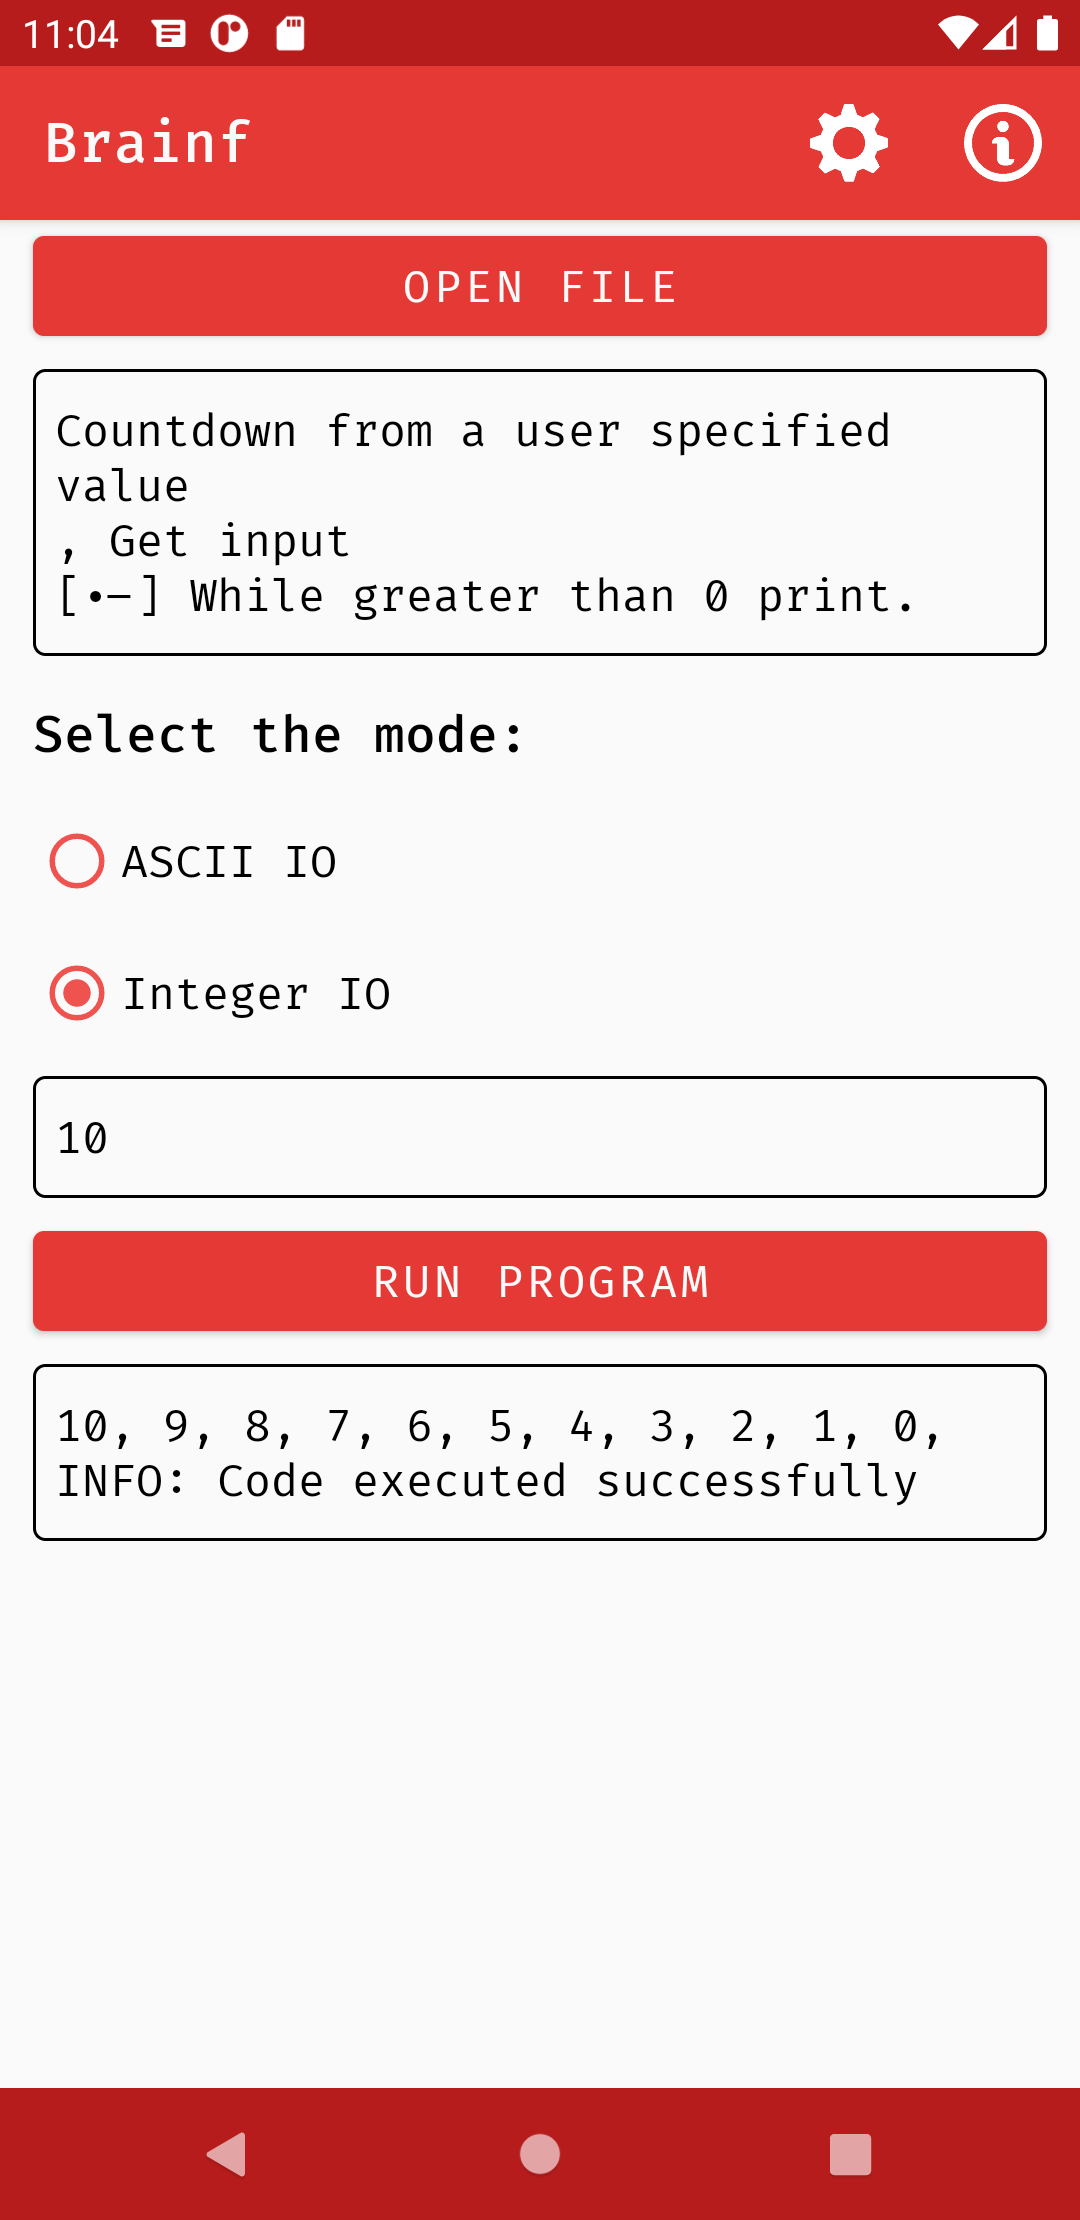 11:04
Brainf
OPEN FILE
Countdown from a user specified
value
, Get input
[•−] While greater than 0 print.
Select the mode:
ASCII IO
Integer IO
10
RUN PROGRAM
10, 9, 8, 7, 6, 5, 4, 3, 2, 1, 0,
INFO: Code executed successfully